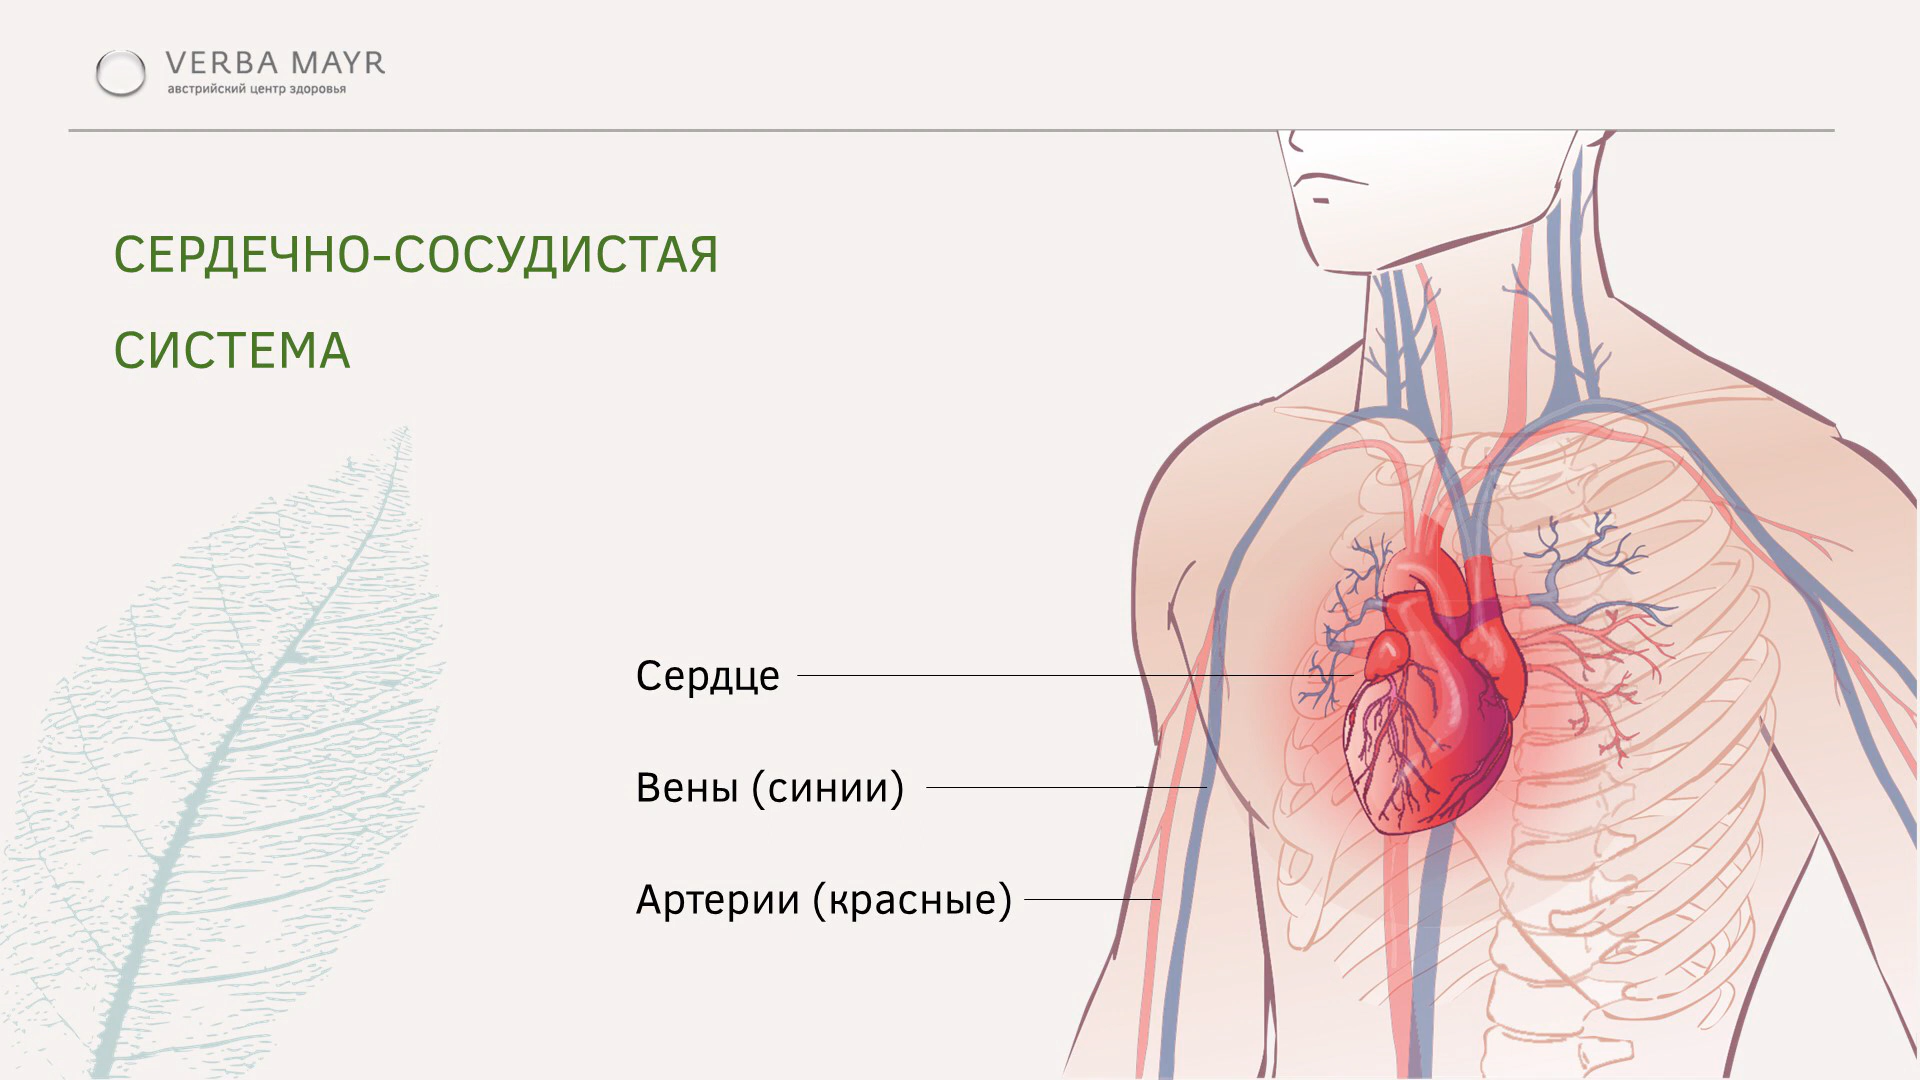 VERBA MAYR
австрийский центр здоровья
СЕРДЕЧНО-СОСУДИСТАЯ
СИСТЕМА
Сердце
Вены (синии)
Артерии (красные)